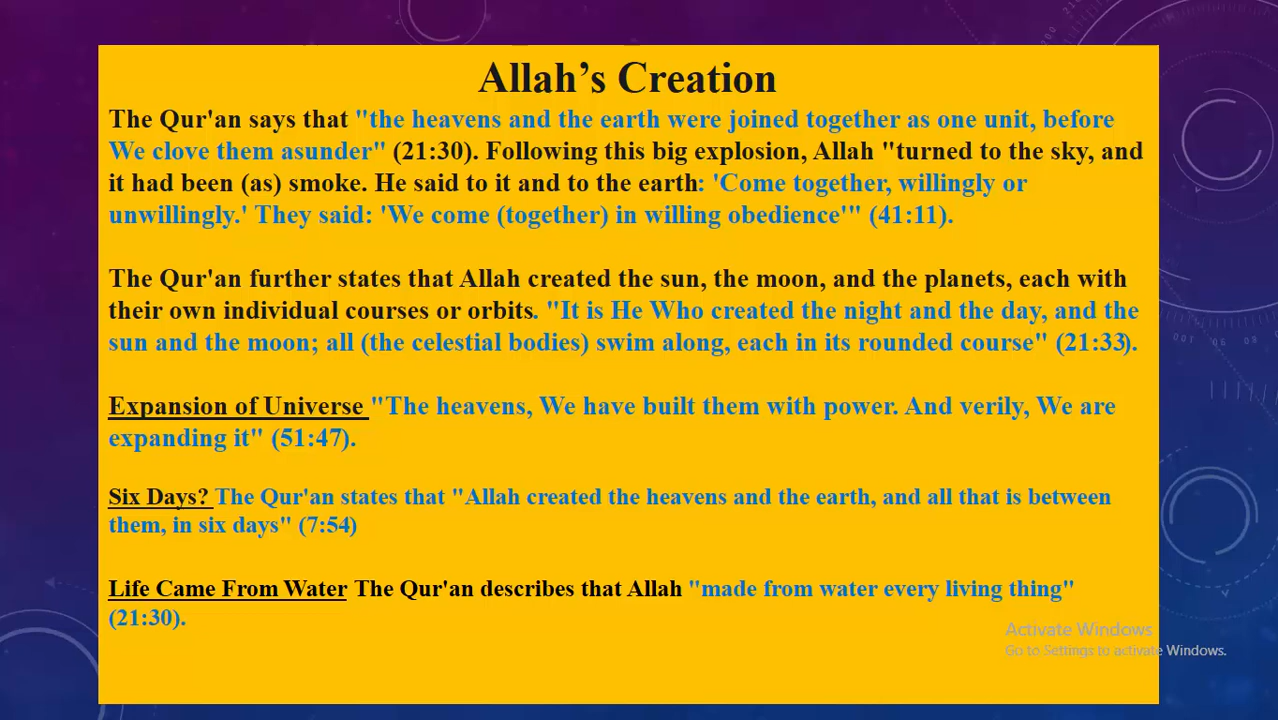 Allah’s Creation
The Qur'an says that "the heavens and the earth were joined together as one unit, before
We clove them asunder" (21:30). Following this big explosion, Allah "turned to the sky, and
it had been (as) smoke. He said to it and to the earth: 'Come together, willingly or
unwillingly.' They said: 'We come (together) in willing obedience'" (41:11).
The Qur'an further states that Allah created the sun, the moon, and the planets, each with
their own individual courses or orbits. "It is He Who created the night and the day, and the
sun and the moon; all (the celestial bodies) swim along, each in its rounded course" (21:33).
Expansion of Universe "The heavens, We have built them with power. And verily, We are
expanding it" (51:47).
Six Days? The Qur'an states that "Allah created the heavens and the earth, and all that is between
them, in six days" (7:54)
Life Came From Water The Qur'an describes that Allah "made from water every living thing"
(21:30).
Activate Windows
Go to Settings to activate Windows.